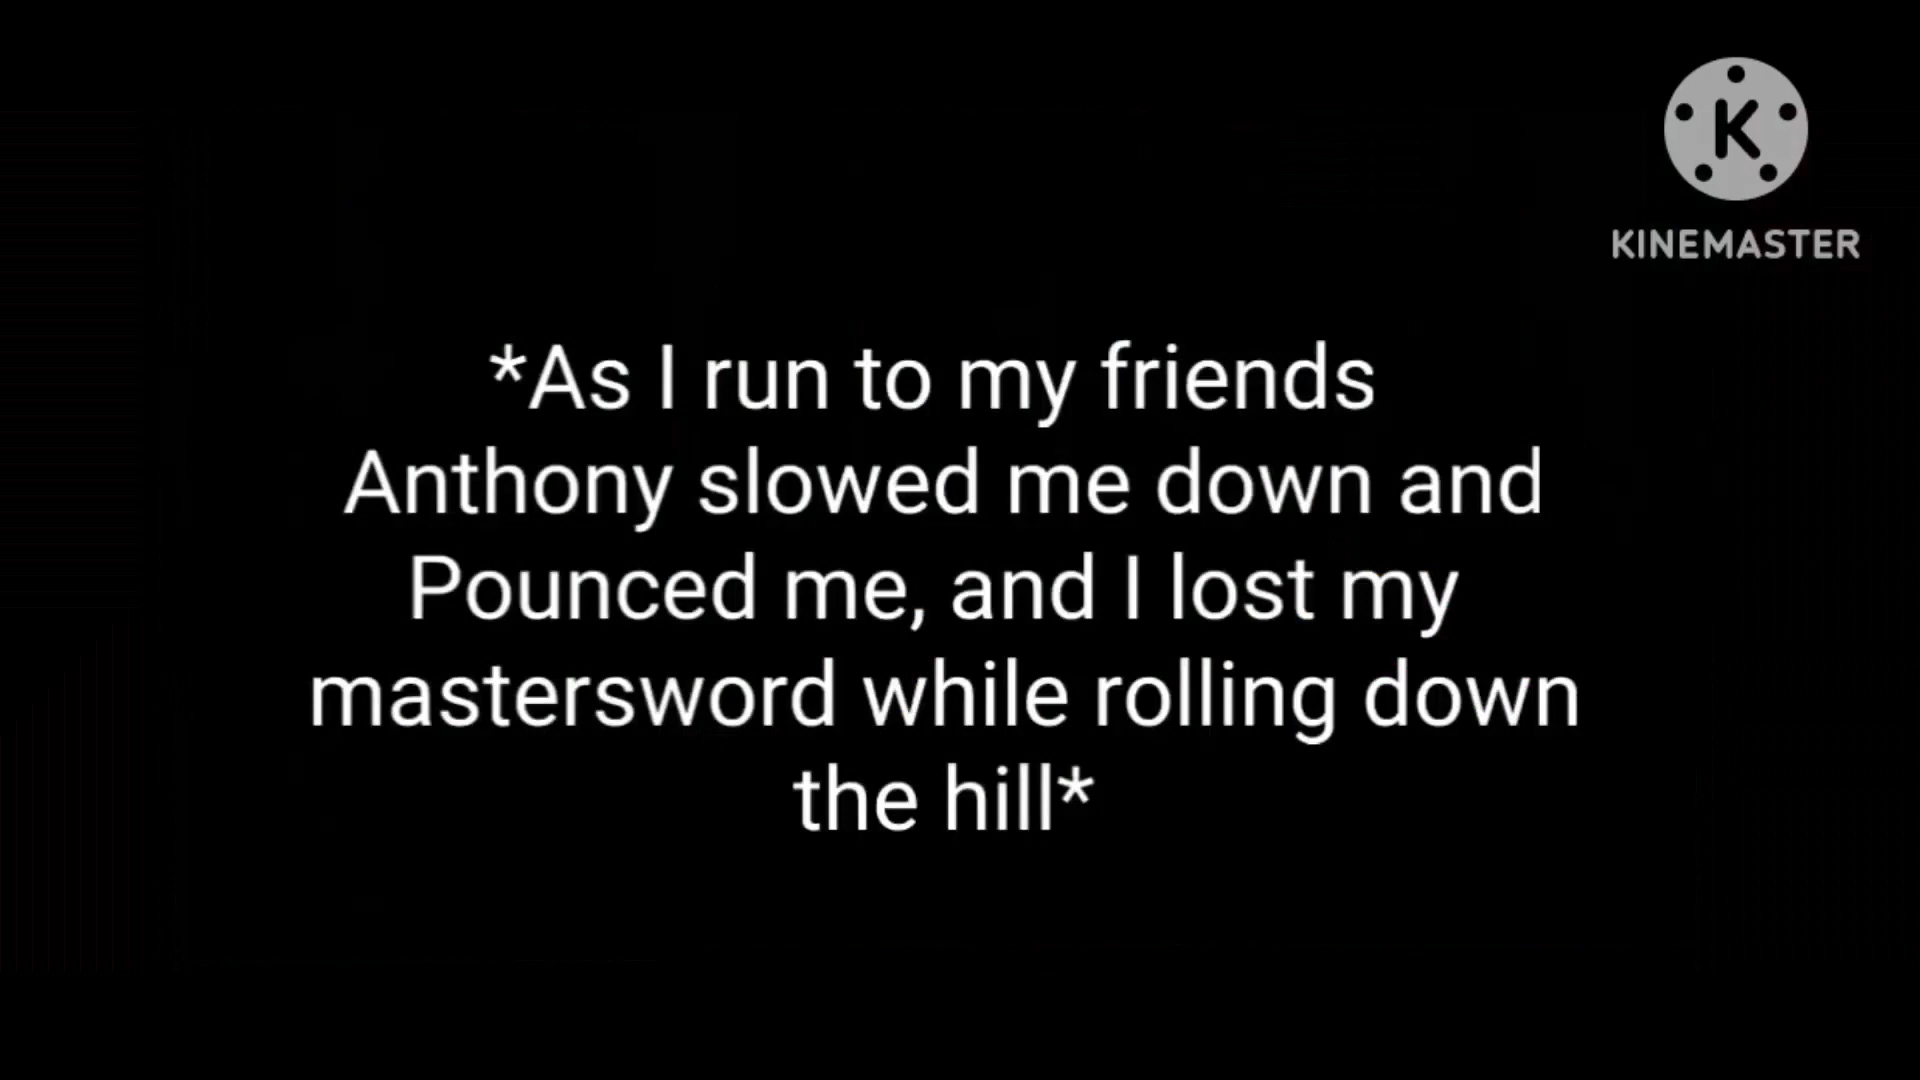 K
KINEMASTER
*As I run to my friends
Anthony slowed me down and
Pounced me, and I lost my
mastersword while rolling down
the hill*